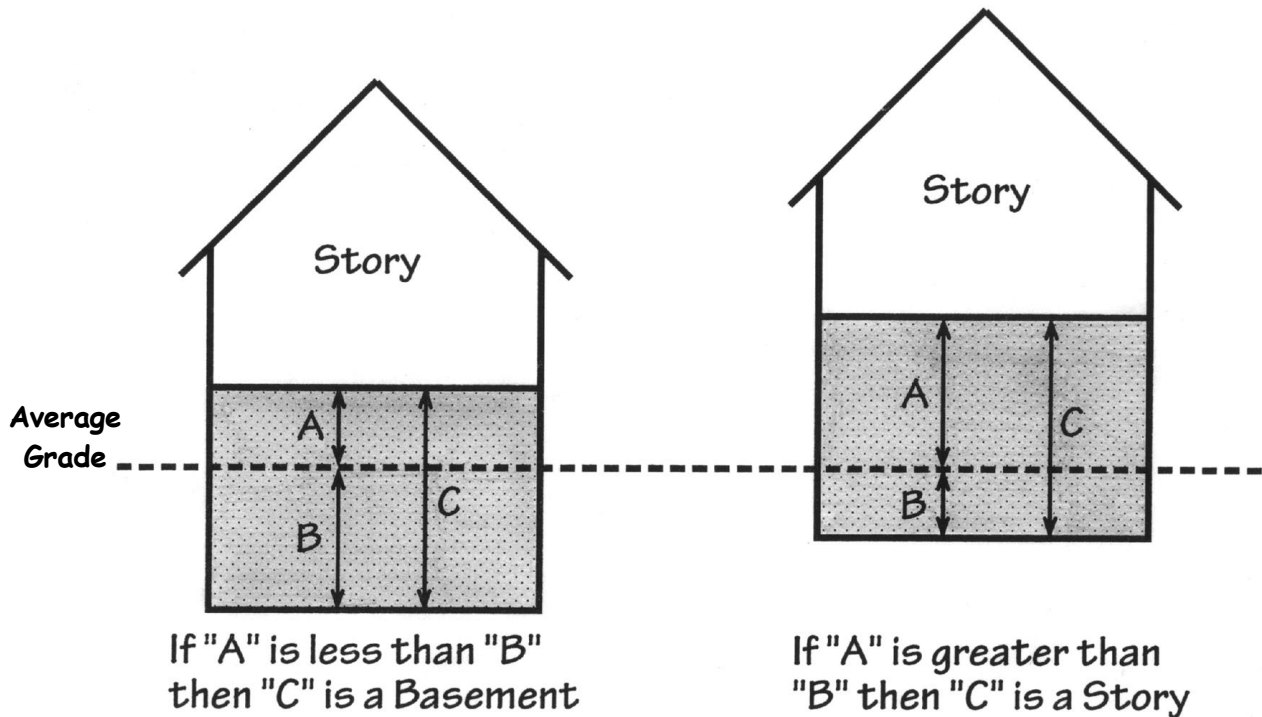 Story
Story
A
A
Average
Grade
C
C
B
B
If "A" is less than "B"
then "C" is a Basement
If "A" is greater than
"B" then "C" is a Story